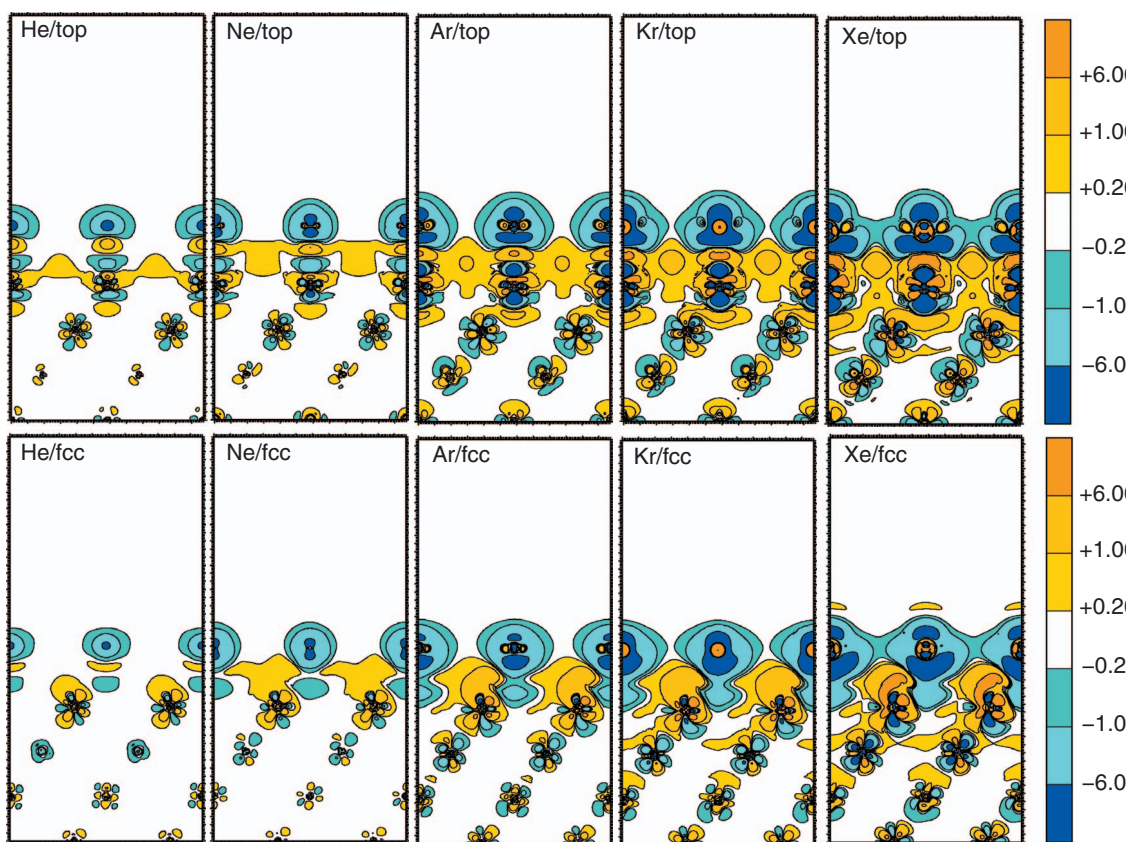 He/top
Ne/top
Ar/top
Kr/top
Xe/top
+6.00
+1.00
+0.20
−0.2
−1.0
−6.0
He/fcc
Ne/fcc
Ar/fcc
Kr/fcc
Xe/fcc
+6.00
+1.00
+0.20
−0.2
−1.0
−6.0